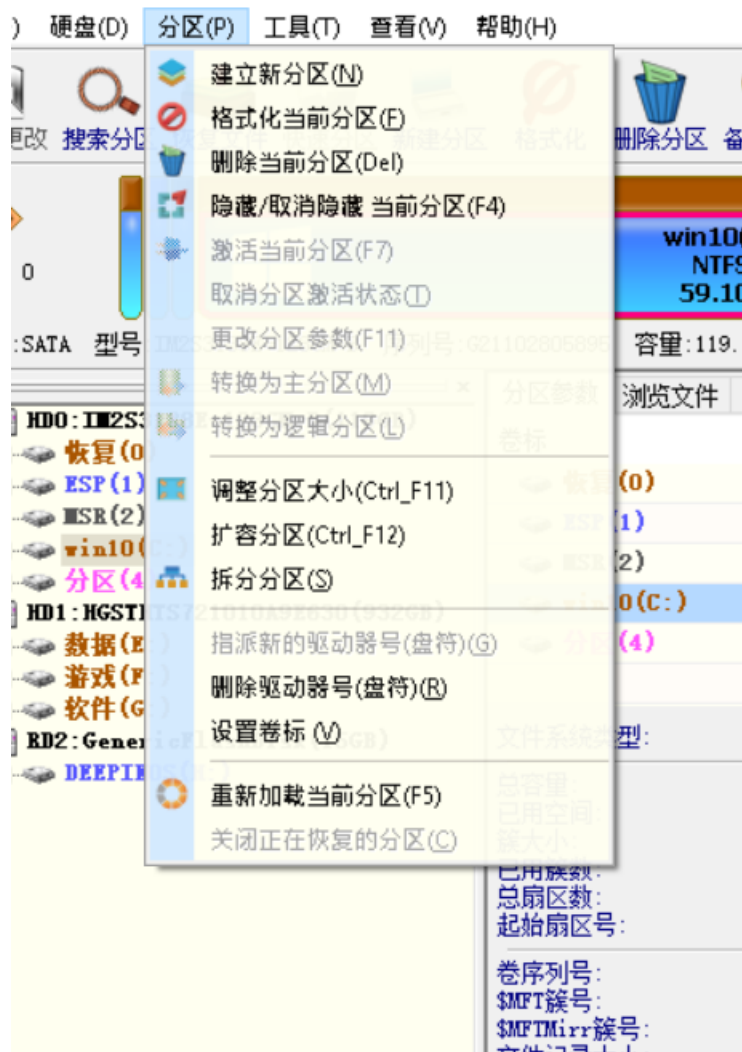 硬盘(D) 分区(P) 工具(T) 查看(V) 帮助(H)
更改 搜索分区 新建分区 格式化 删除分区 备
建立新分区(N)
格式化当前分区(F)
删除当前分区(Del)
隐藏/取消隐藏 当前分区(F4)
激活当前分区(F7)
取消分区激活状态(T)
更改分区参数(F11)
转换为主分区(M)
转换为逻辑分区(L)
调整分区大小(Ctrl_F11)
扩容分区(Ctrl_F12)
拆分分区(S)
指派新的驱动器号(盘符)(G)
删除驱动器号(盘符)(R)
设置卷标 (V)
重新加载当前分区(F5)
关闭正在恢复的分区(C)
0
win10(
NTFS
59.10
:SATA 型号 序列号:G21102805895 容量:119.
HD0:IM2S3
恢复(0)
ESP(1)
MSR(2)
win10(C:)
分区(4
HD1:HGST HTS721010A9E630(932GB)
数据(E:)
游戏(F:)
软件(G:)
RD2:Generic
DEEPINOS(H:)
分区参数 浏览文件
卷标
恢复(0)
ESP(1)
MSR(2)
win10(C:)
分区(4)
文件系统类型:
总容量:
已用空间:
簇大小:
已用簇数:
总扇区数:
起始扇区号:
卷序列号:
$MFT簇号:
$MFTMirr簇号:
文件记录大小